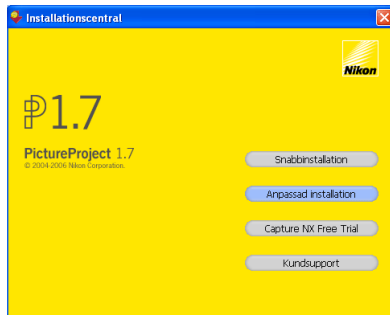 Installationscentral
Nikon
P1.7
PictureProject 1.7
© 2004-2006 Nikon Corporation.
Snabbinstallation
Anpassad installation
Capture NX Free Trial
Kundsupport